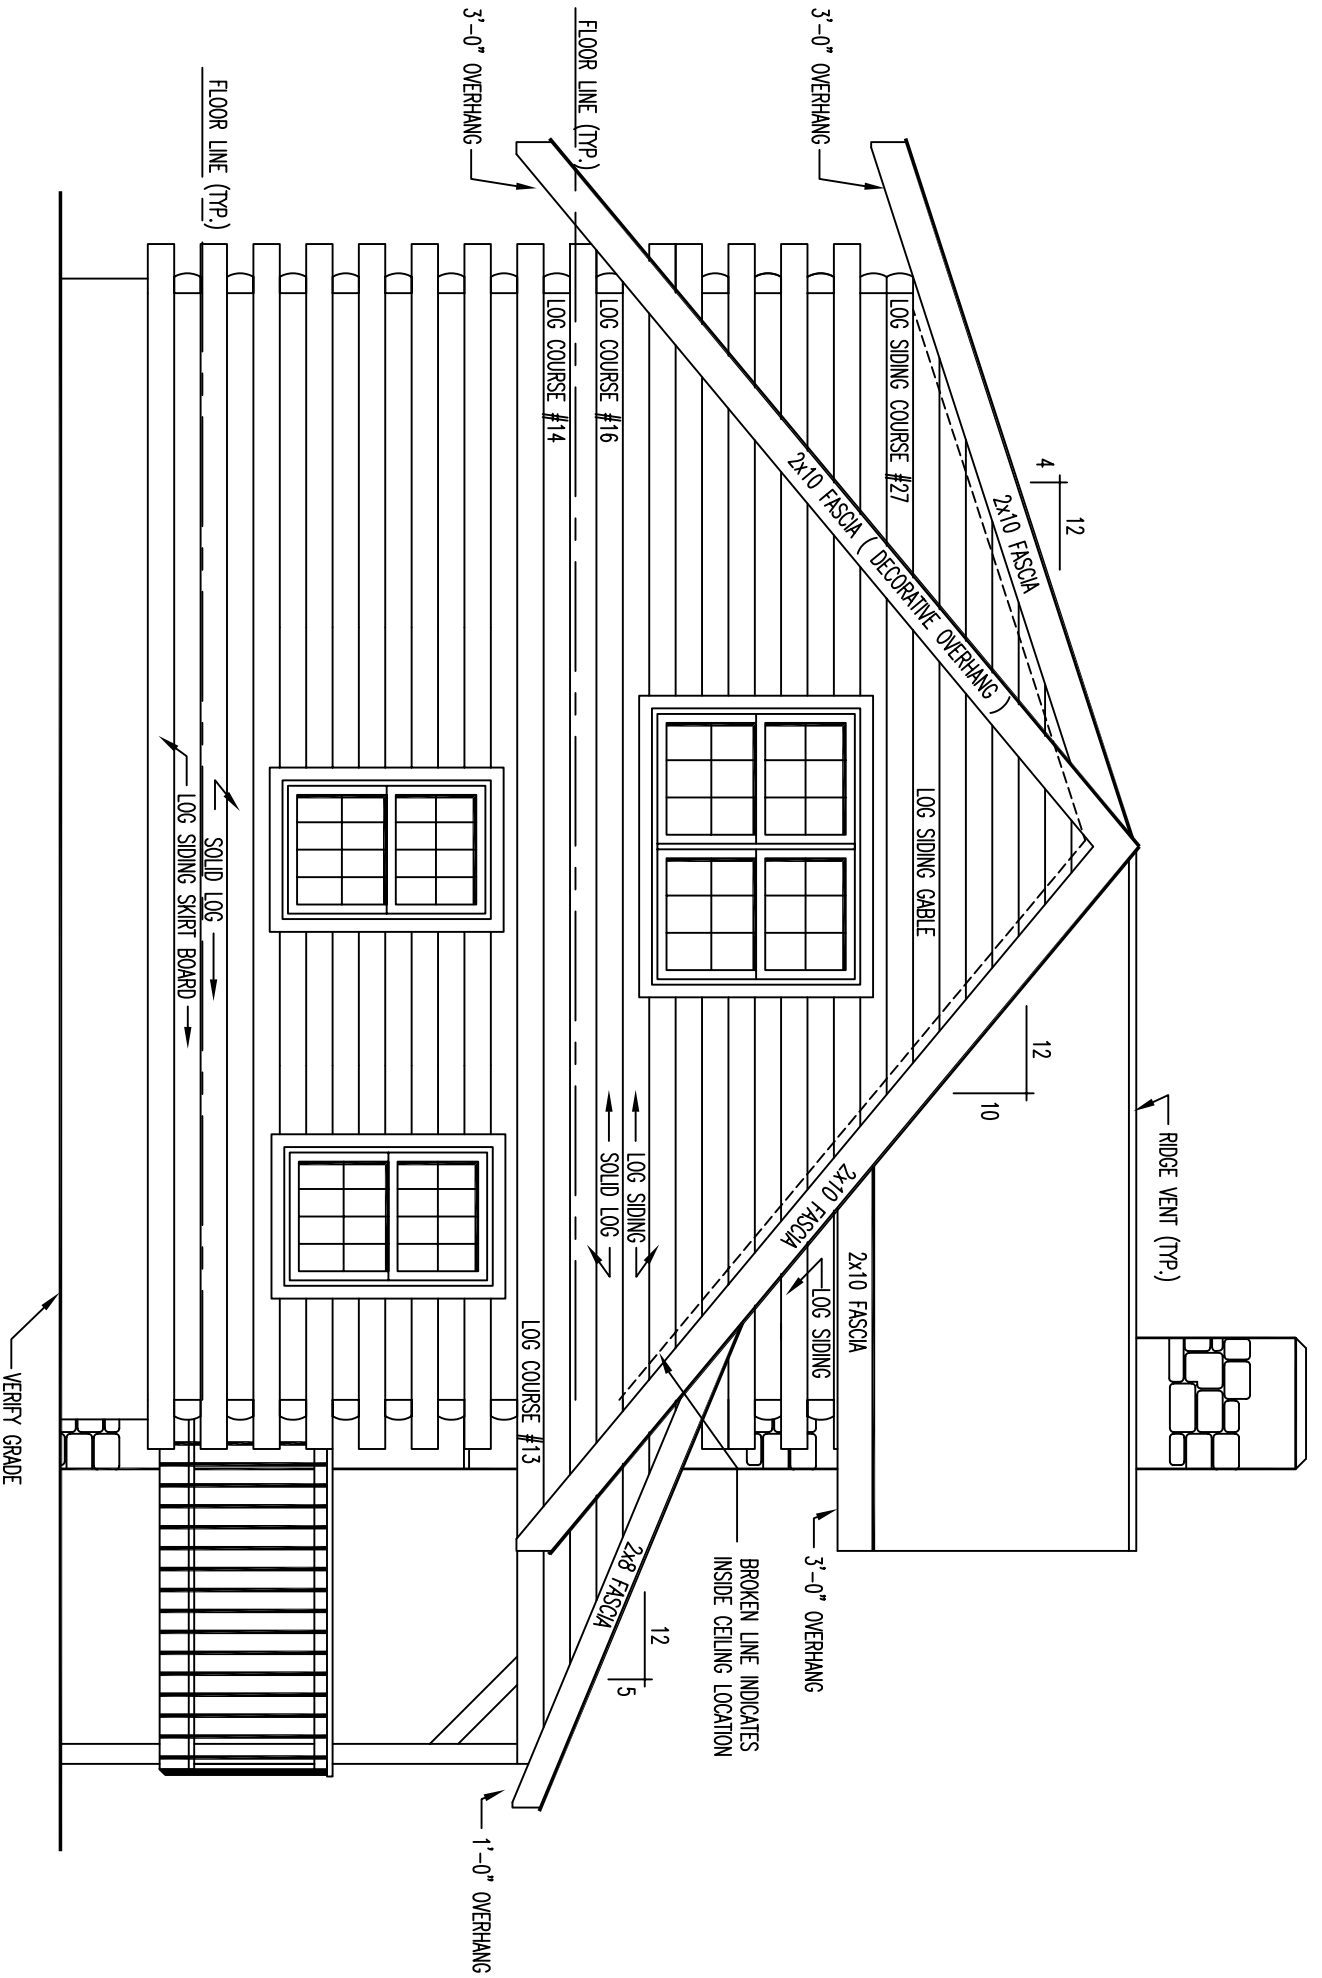 RIDGE VENT (TYP.)
12
4
2x10 FASCIA
12
10
3'-0" OVERHANG
LOG SIDING COURSE #27
LOG SIDING GABLE
2x10 FASCIA
2x10 FASCIA ( DECORATIVE OVERHANG )
2x10 FASCIA
LOG SIDING
3'-0" OVERHANG
BROKEN LINE INDICATES
INSIDE CEILING LOCATION
FLOOR LINE (TYP.)
LOG COURSE #16
LOG SIDING
SOLID LOG
12
5
2x8 FASCIA
LOG COURSE #14
LOG COURSE #13
3'-0" OVERHANG
1'-0" OVERHANG
FLOOR LINE (TYP.)
SOLID LOG
LOG SIDING SKIRT BOARD
VERIFY GRADE